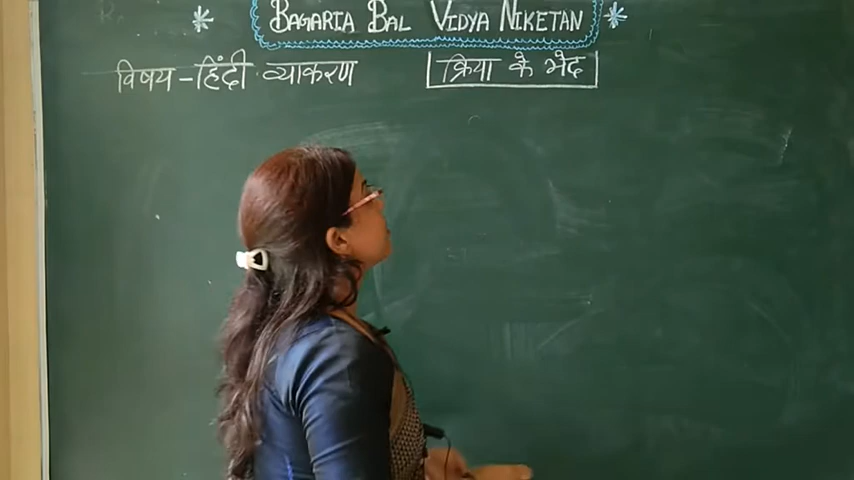 BAGARIA BAL VIDYA NIKETAN
विषय - हिंदी व्याकरण क्रिया के भेद